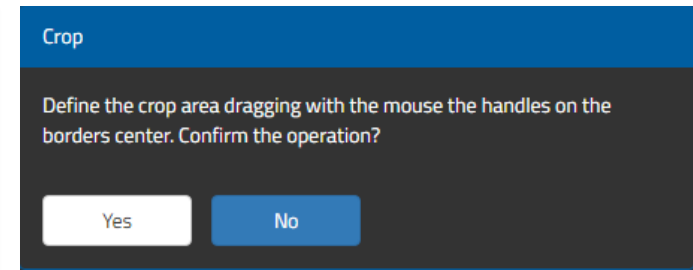 Crop
Define the crop area dragging with the mouse the handles on the
borders center. Confirm the operation?
Yes
No